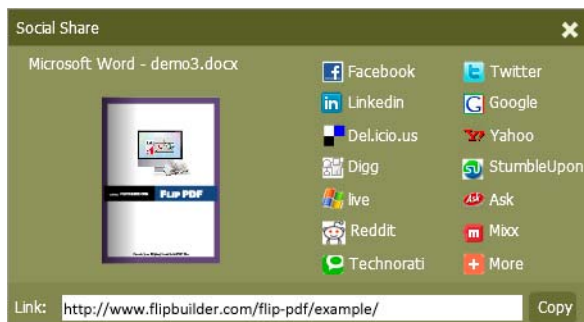 Social Share
Microsoft Word - demo3.docx
FLIP PDF
Facebook
Twitter
Linkedin
Google
Del.icio.us
Yahoo
Digg
StumbleUpon
live
Ask
Reddit
Mixx
Technorati
More
Link: http://www.flipbuilder.com/flip-pdf/example/ Copy